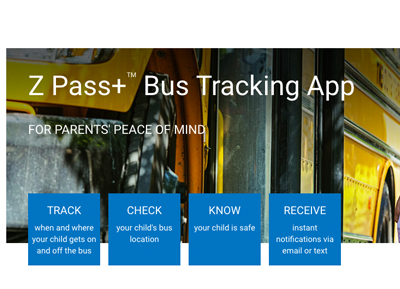 Z Pass+™ Bus Tracking App
FOR PARENTS' PEACE OF MIND
TRACK
when and where
your child gets on
and off the bus
CHECK
your child's bus
location
KNOW
your child is safe
RECEIVE
instant
notifications via
email or text